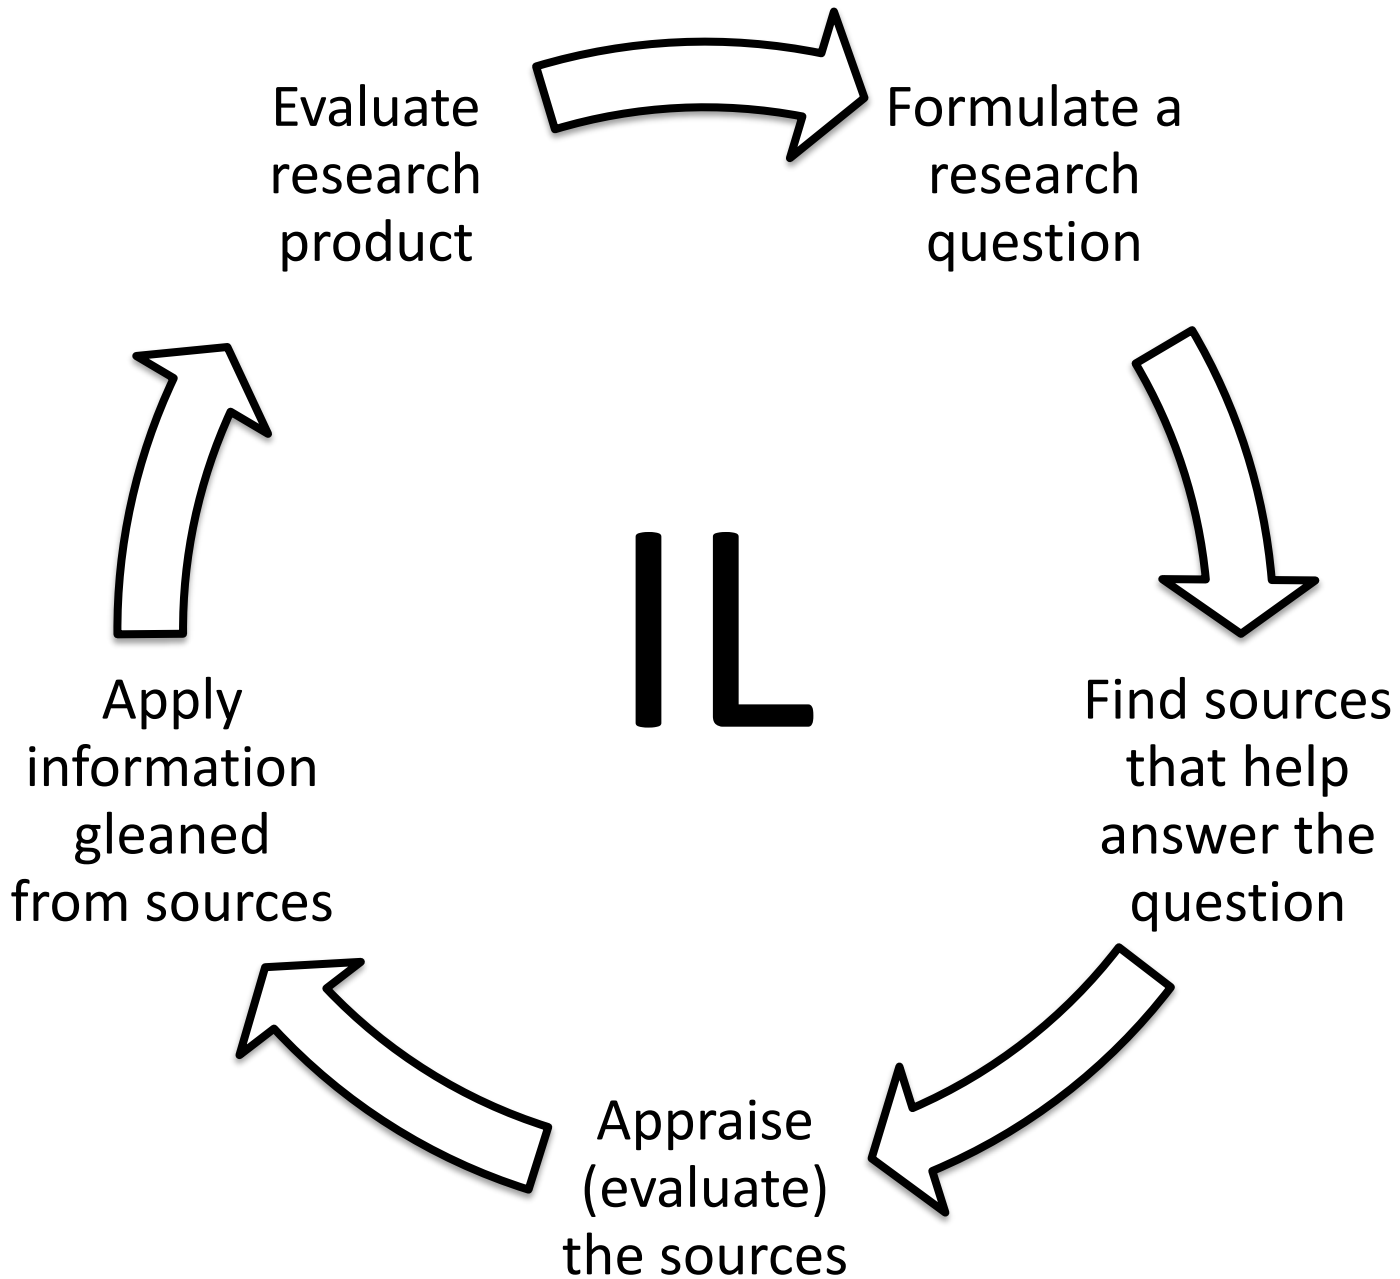 Evaluate
research
product
Formulate a
research
question
IL
Find sources
that help
answer the
question
Appraise
(evaluate)
the sources
Apply
information
gleaned
from sources